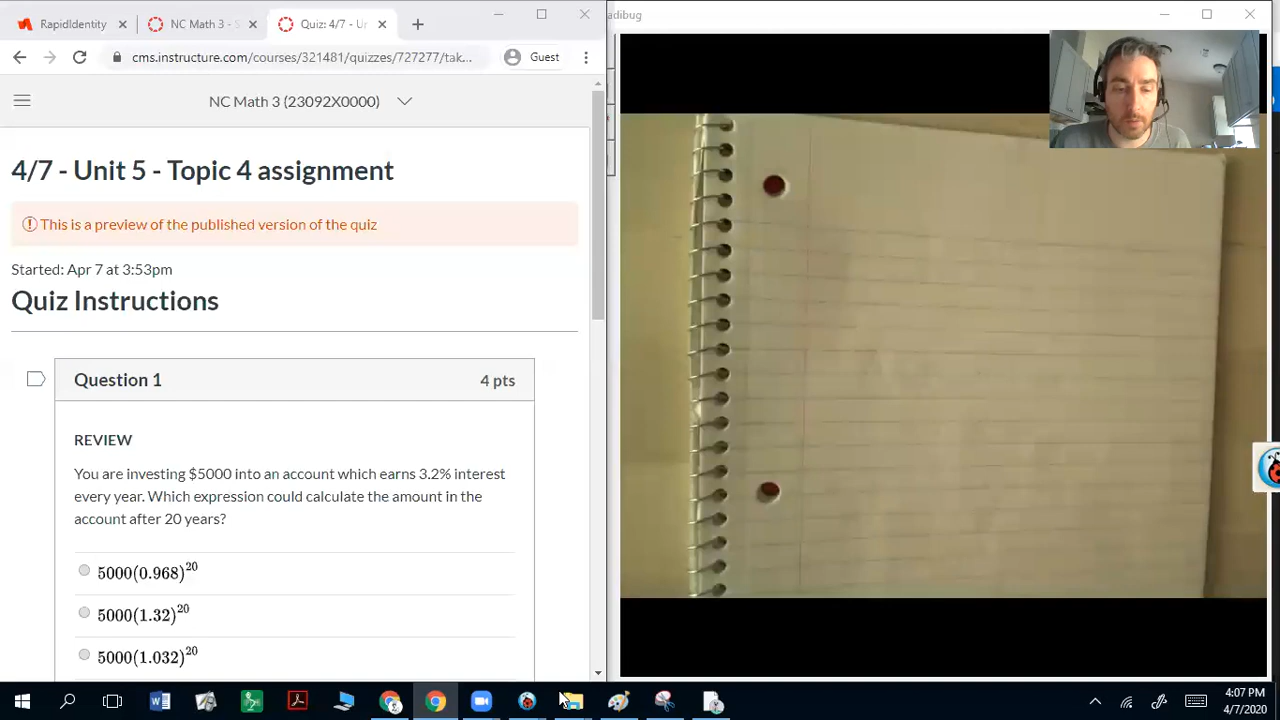 RapidIdentity
NC Math 3 - S
Quiz: 4/7 - Ur
adibug
cms.instructure.com/courses/321481/quizzes/727277/tak...
Guest
NC Math 3 (23092X0000)
4/7 - Unit 5 - Topic 4 assignment
This is a preview of the published version of the quiz
Started: Apr 7 at 3:53pm
Quiz Instructions
Question 1
4 pts
REVIEW
You are investing $5000 into an account which earns 3.2% interest
every year. Which expression could calculate the amount in the
account after 20 years?
5000(0.968)^20
5000(1.32)^20
5000(1.032)^20
4:07 PM
4/7/2020